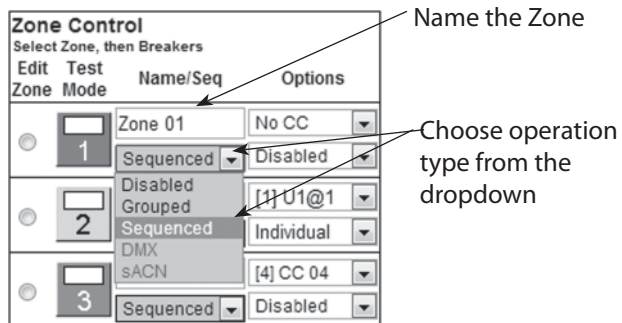 Zone Control
Select Zone, then Breakers
Edit Zone
Test Mode
Name/Seq
Options
Name the Zone
1
Zone 01
No CC
Sequenced
Disabled
Choose operation
type from the
dropdown
2
Disabled
Grouped
Sequenced
DMX
sACN
[1] U1@1
Individual
3
[4] CC 04
Sequenced
Disabled